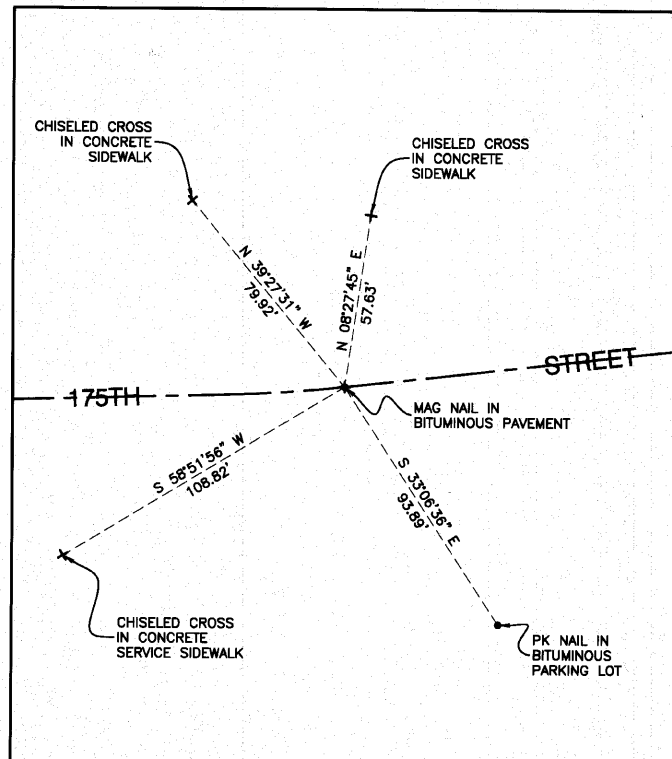 CHISELED CROSS
IN CONCRETE
SIDEWALK
CHISELED CROSS
IN CONCRETE
SIDEWALK
N 39°27'31" W
79.92'
N 08°27'45" E
57.63'
175TH
STREET
MAG NAIL IN
BITUMINOUS PAVEMENT
S 58°51'56" W
108.82'
S 33°06'36" E
93.89'
CHISELED CROSS
IN CONCRETE
SERVICE SIDEWALK
PK NAIL IN
BITUMINOUS
PARKING LOT